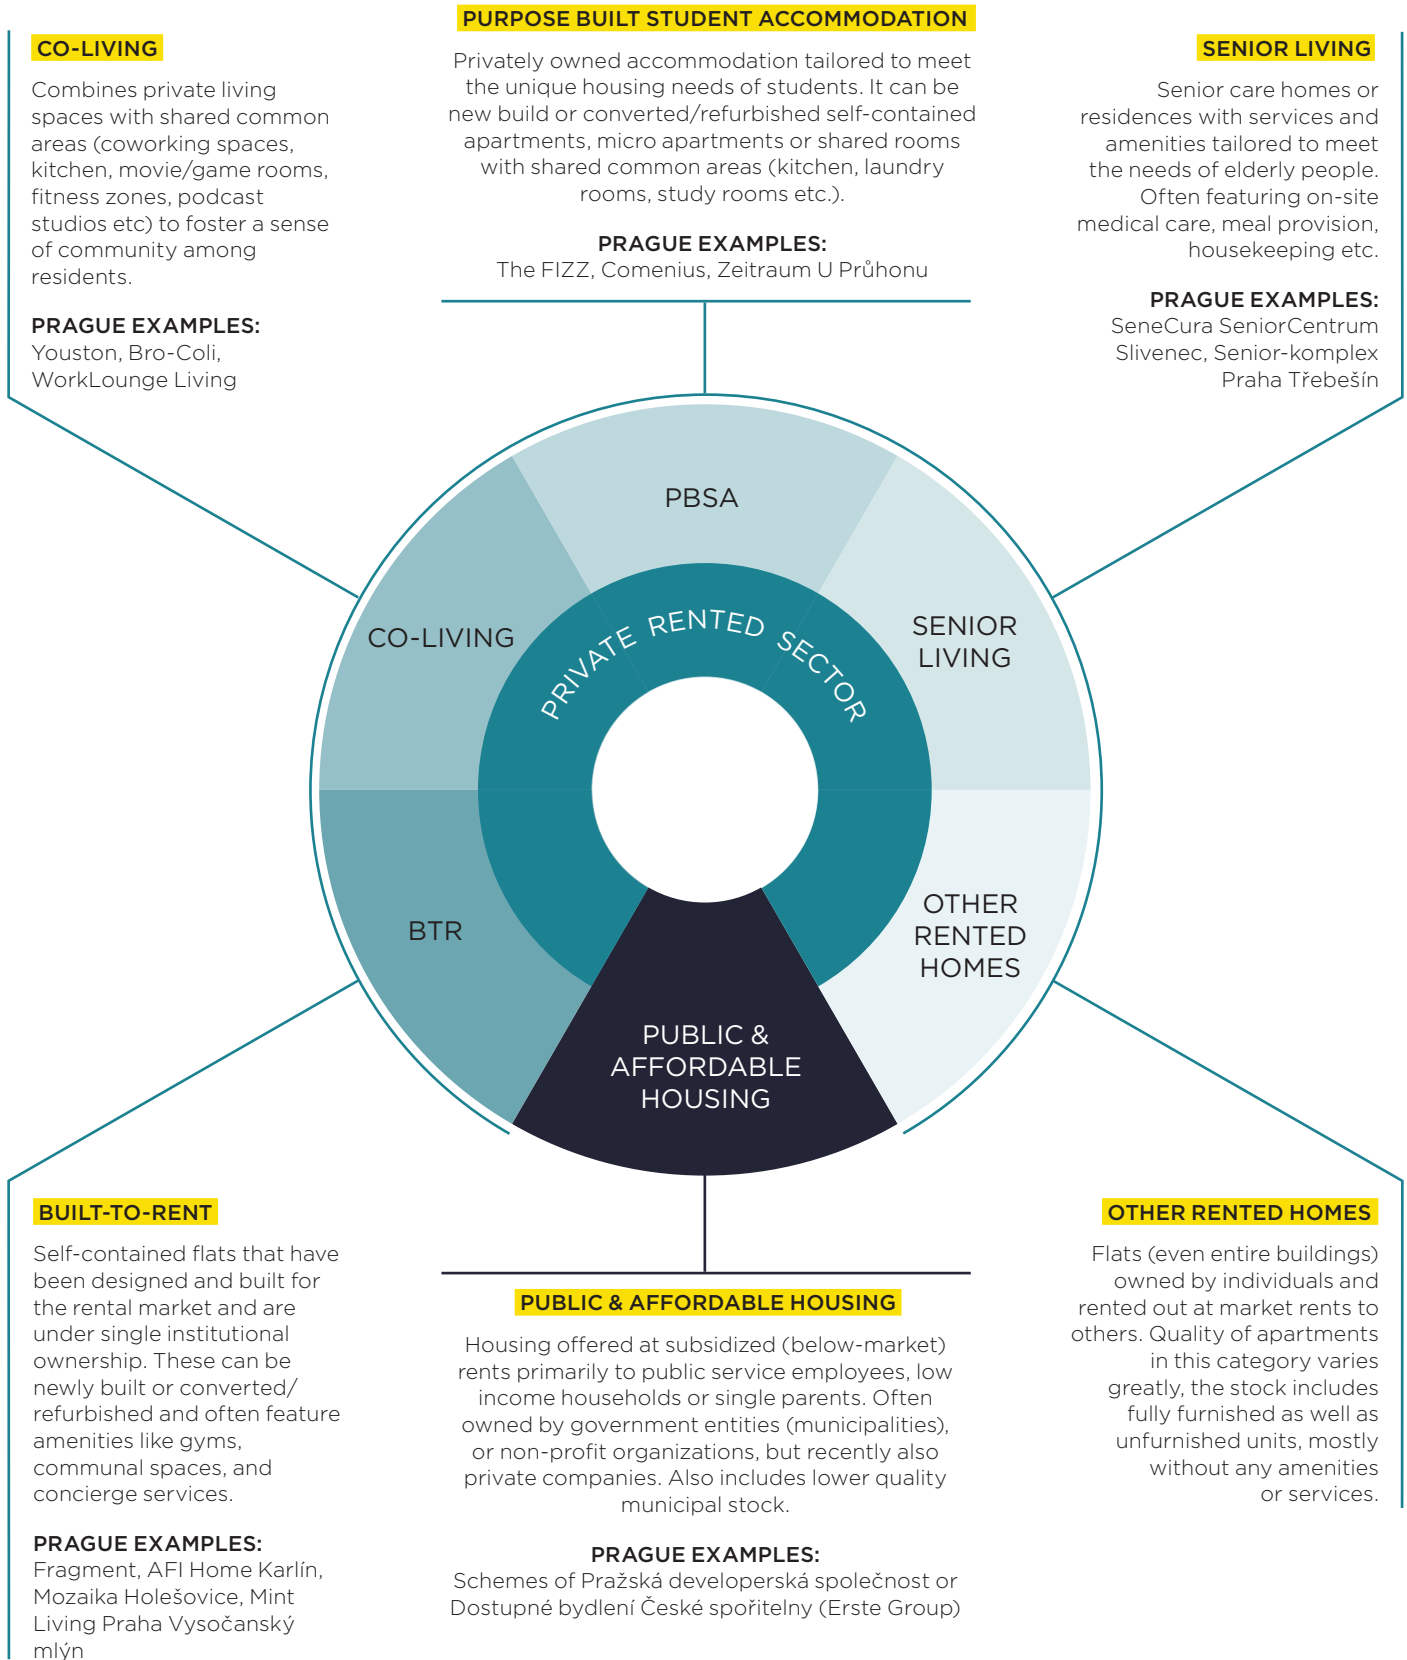 PURPOSE BUILT STUDENT ACCOMMODATION
Privately owned accommodation tailored to meet
the unique housing needs of students. It can be
new build or converted/refurbished self-contained
apartments, micro apartments or shared rooms
with shared common areas (kitchen, laundry
rooms, study rooms etc.).
PRAGUE EXAMPLES:
The FIZZ, Comenius, Zeitraum U Průhonu
CO-LIVING
Combines private living
spaces with shared common
areas (coworking spaces,
kitchen, movie/game rooms,
fitness zones, podcast
studios etc) to foster a sense
of community among
residents.
PRAGUE EXAMPLES:
Youston, Bro-Coli,
WorkLounge Living
SENIOR LIVING
Senior care homes or
residences with services and
amenities tailored to meet
the needs of elderly people.
Often featuring on-site
medical care, meal provision,
housekeeping etc.
PRAGUE EXAMPLES:
SeneCura SeniorCentrum
Slivenec, Senior-komplex
Praha Třebešín
PBSA
PRIVATE RENTED SECTOR
CO-LIVING
SENIOR
LIVING
BTR
OTHER
RENTED
HOMES
PUBLIC &
AFFORDABLE
HOUSING
BUILT-TO-RENT
Self-contained flats that have
been designed and built for
the rental market and are
under single institutional
ownership. These can be
newly built or converted/
refurbished and often feature
amenities like gyms,
communal spaces, and
concierge services.
PRAGUE EXAMPLES:
Fragment, AFI Home Karlín,
Mozaika Holešovice, Mint
Living Praha Vysočanský
mlýn
PUBLIC & AFFORDABLE HOUSING
Housing offered at subsidized (below-market)
rents primarily to public service employees, low
income households or single parents. Often
owned by government entities (municipalities),
or non-profit organizations, but recently also
private companies. Also includes lower quality
municipal stock.
PRAGUE EXAMPLES:
Schemes of Pražská developerská společnost or
Dostupné bydlení České spořitelny (Erste Group)
OTHER RENTED HOMES
Flats (even entire buildings)
owned by individuals and
rented out at market rents to
others. Quality of apartments
in this category varies
greatly, the stock includes
fully furnished as well as
unfurnished units, mostly
without any amenities
or services.